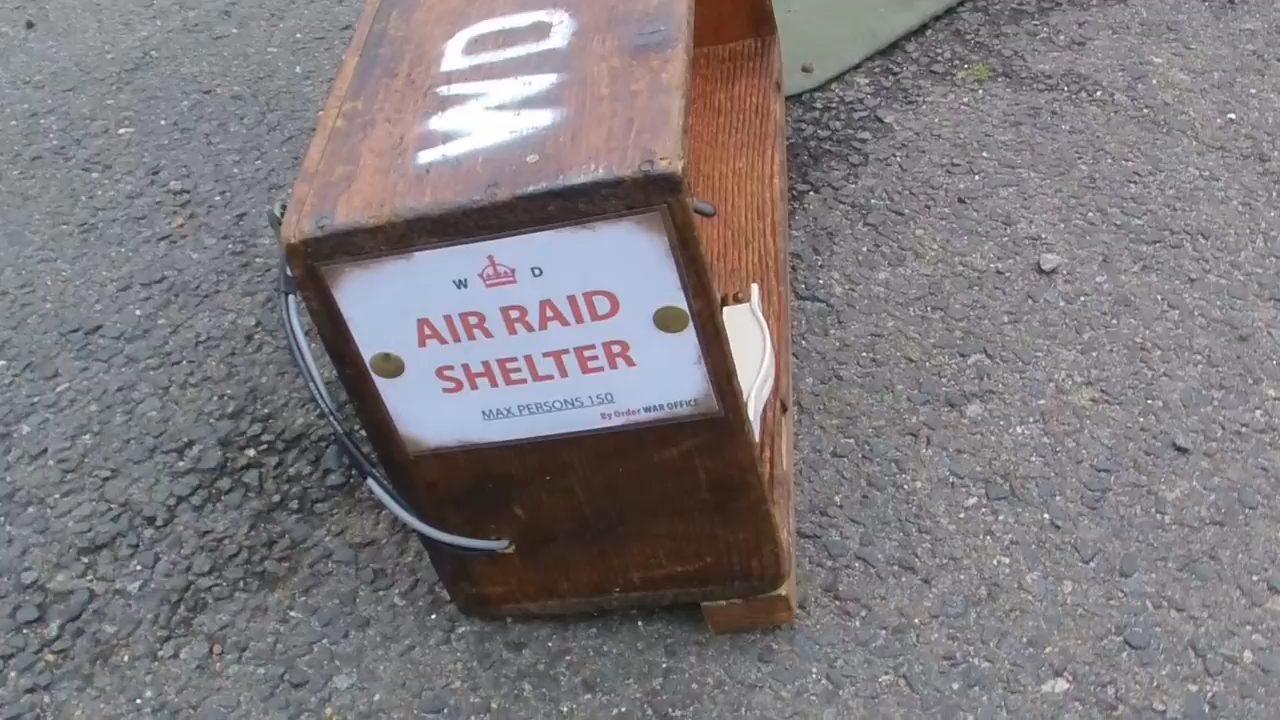 WD
W D
AIR RAID
SHELTER
MAX PERSONS 150
By Order WAR OFFICE